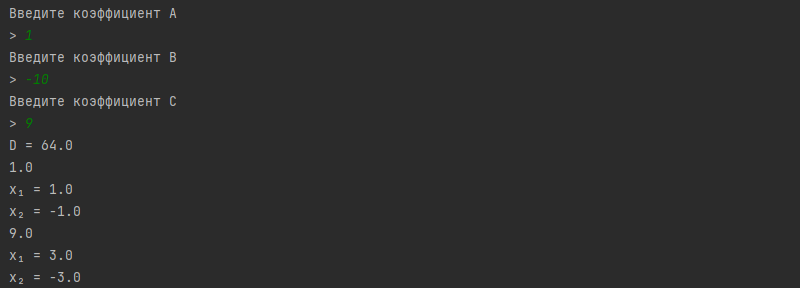 Введите коэффициент A
> 1
Введите коэффициент B
> -10
Введите коэффициент C
> 9
D = 64.0
1.0
x₁ = 1.0
x₂ = -1.0
9.0
x₁ = 3.0
x₂ = -3.0